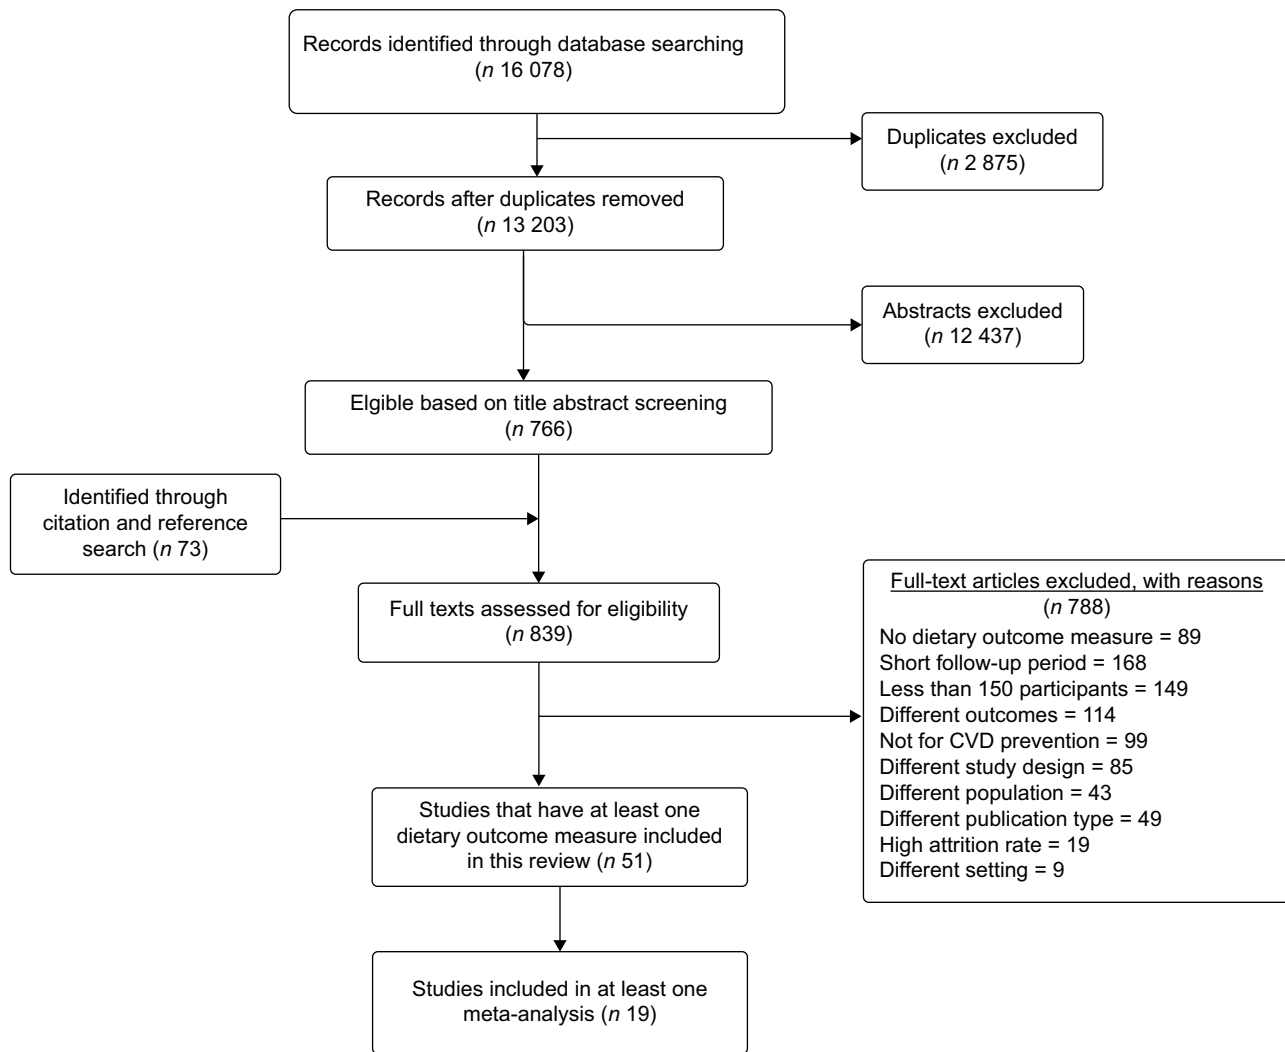 Records identified through database searching
(n 16 078)
Duplicates excluded
(n 2 875)
Records after duplicates removed
(n 13 203)
Abstracts excluded
(n 12 437)
Elgible based on title abstract screening
(n 766)
Identified through
citation and reference
search (n 73)
Full texts assessed for eligibility
(n 839)
Full-text articles excluded, with reasons
(n 788)
No dietary outcome measure = 89
Short follow-up period = 168
Less than 150 participants = 149
Different outcomes = 114
Not for CVD prevention = 99
Different study design = 85
Different population = 43
Different publication type = 49
High attrition rate = 19
Different setting = 9
Studies that have at least one
dietary outcome measure included
in this review (n 51)
Studies included in at least one
meta-analysis (n 19)